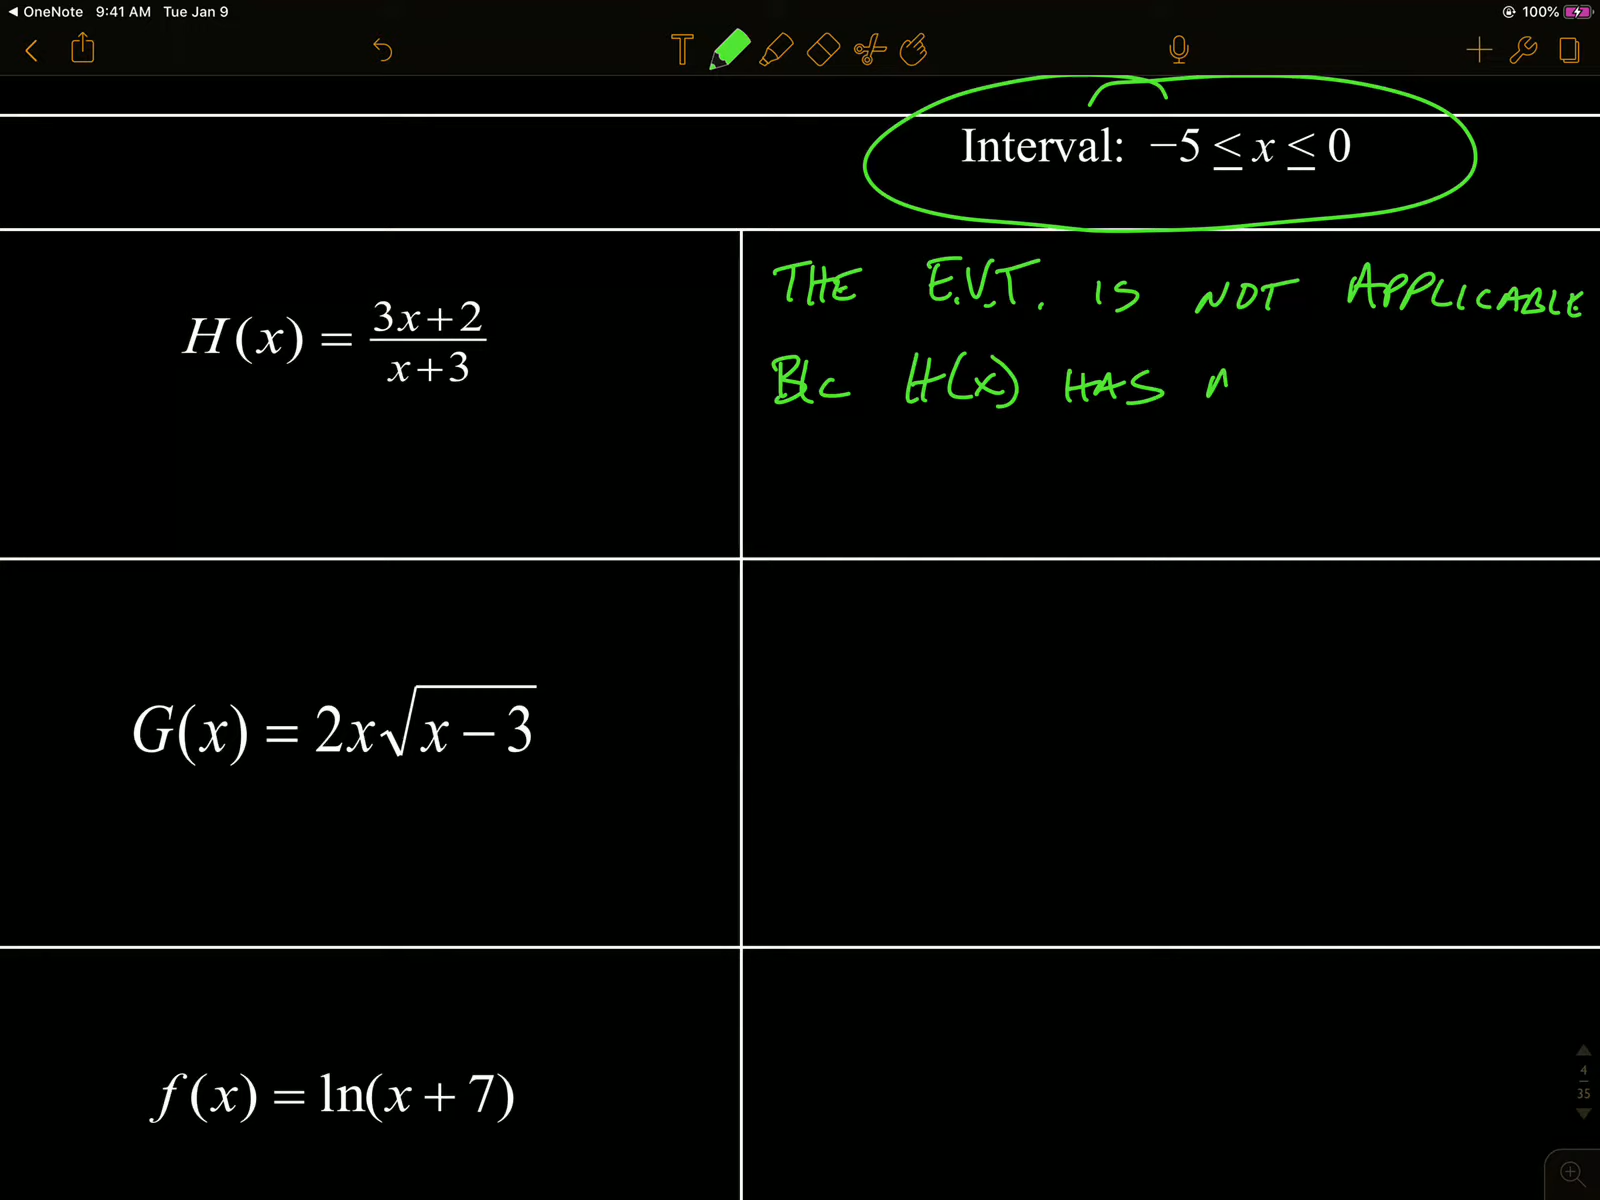 OneNote 9:41 AM Tue Jan 9 100%
T
Interval: −5 ≤ x ≤ 0
H(x) = \frac{3x+2}{x+3}
THE E.V.T. IS NOT APPLICABLE
B/C H(x) HAS
G(x) = 2x√(x − 3)
f(x) = ln(x + 7)
4
35